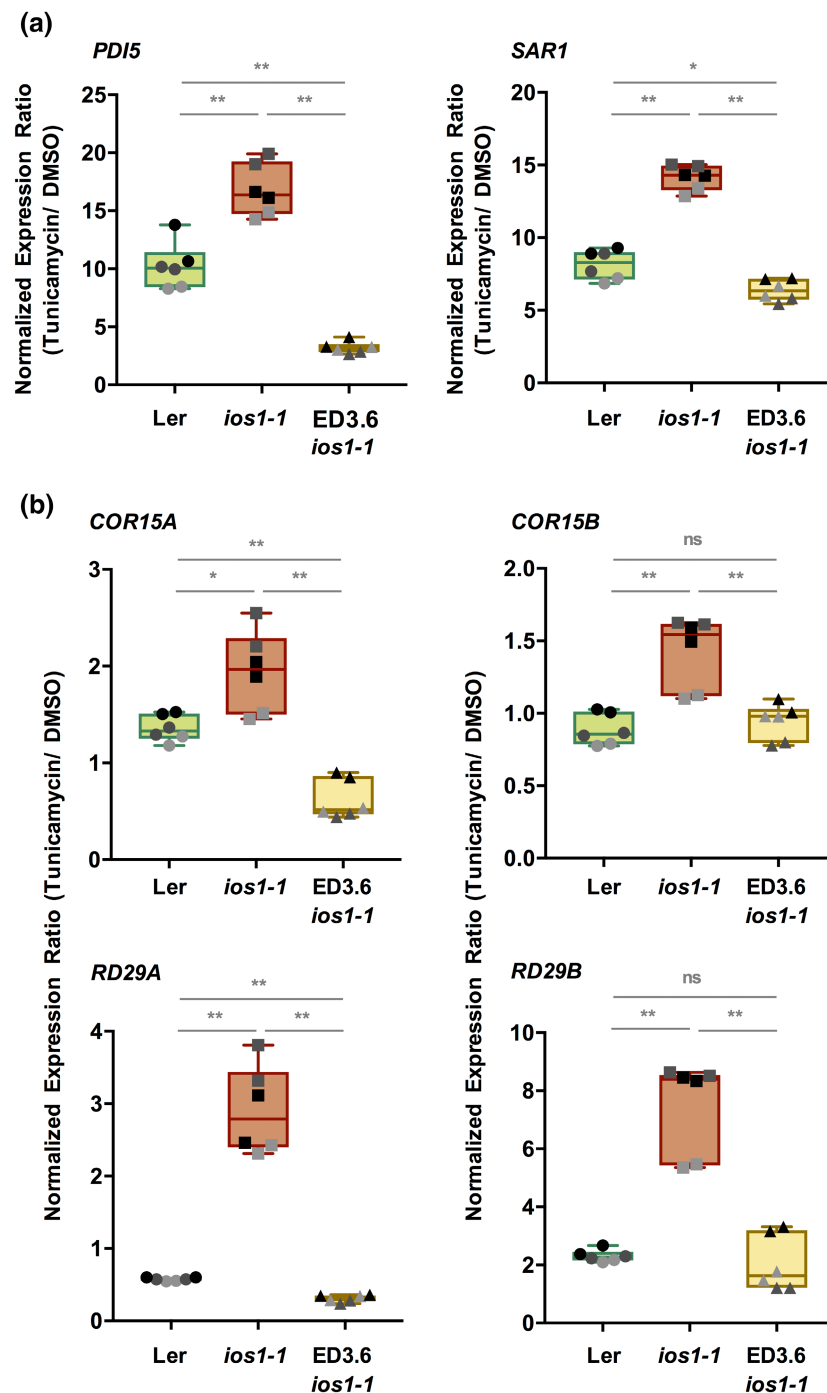 (a)
PDI5
**
**
**
Normalized Expression Ratio
(Tunicamycin/ DMSO)
25
20
15
10
5
0
Ler
ios1-1
ED3.6
ios1-1
SAR1
*
**
**
Normalized Expression Ratio
(Tunicamycin/ DMSO)
20
15
10
5
0
Ler
ios1-1
ED3.6
ios1-1
(b)
COR15A
**
*
**
3
2
1
0
Ler
ios1-1
ED3.6
ios1-1
COR15B
ns
**
**
2.0
1.5
1.0
0.5
0.0
Ler
ios1-1
ED3.6
ios1-1
Normalized Expression Ratio (Tunicamycin/ DMSO)
RD29A
**
**
**
4
3
2
1
0
Ler
ios1-1
ED3.6
ios1-1
Normalized Expression Ratio (Tunicamycin/ DMSO)
RD29B
ns
**
**
10
8
6
4
2
0
Ler
ios1-1
ED3.6
ios1-1